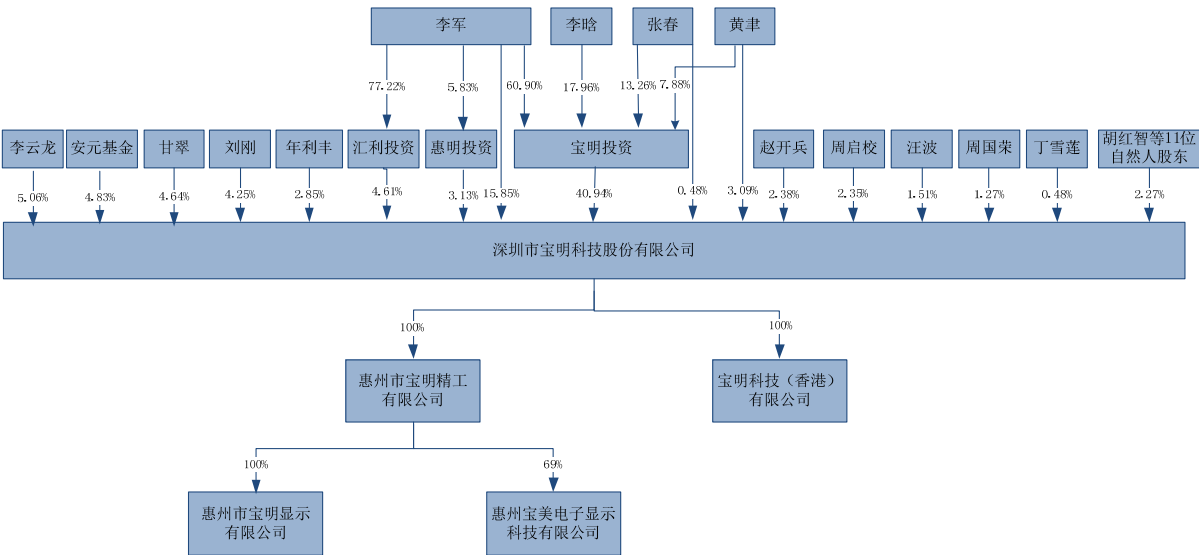 李军
李晗
张春
黄聿
77.22%
5.83%
60.90%
17.96%
13.26%
7.88%
李云龙
安元基金
甘翠
刘刚
年利丰
汇利投资
惠明投资
宝明投资
赵开兵
周启校
汪波
周国荣
丁雪莲
胡红智等11位
自然人股东
5.06%
4.83%
4.64%
4.25%
2.85%
4.61%
3.13%
15.85%
40.94%
0.48%
3.09%
2.38%
2.35%
1.51%
1.27%
0.48%
2.27%
深圳市宝明科技股份有限公司
100%
100%
惠州市宝明精工
有限公司
宝明科技（香港）
有限公司
100%
69%
惠州市宝明显示
有限公司
惠州宝美电子显示
科技有限公司